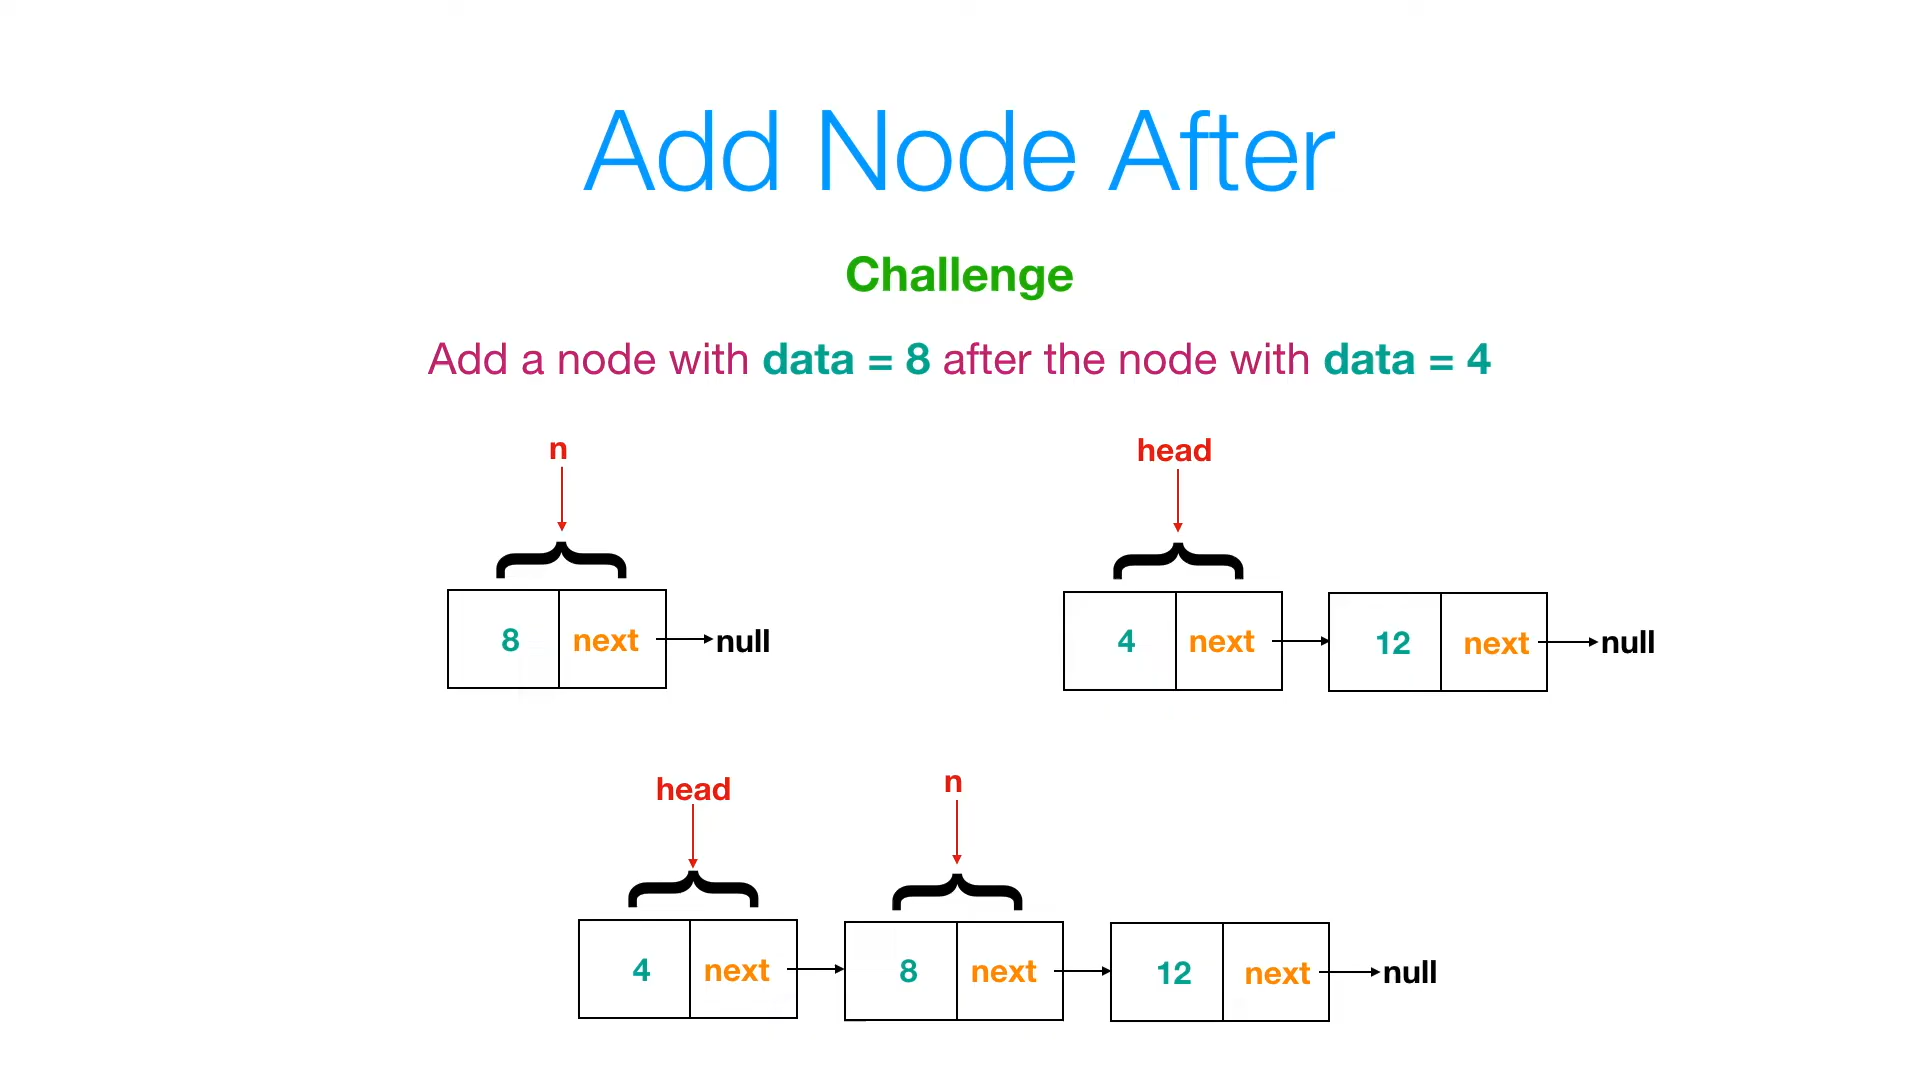 Add Node After
Challenge
Add a node with data = 8 after the node with data = 4
n
head
8 next null
4 next 12 next null
head
n
4 next 8 next 12 next null